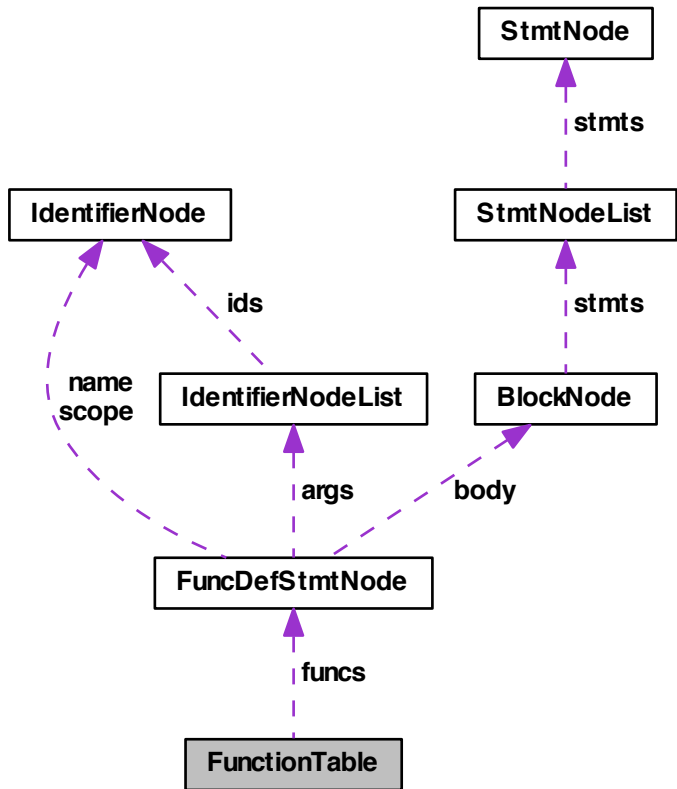 StmtNode
stmts
IdentifierNode
StmtNodeList
ids
stmts
name
scope
IdentifierNodeList
BlockNode
args
body
FuncDefStmtNode
funcs
FunctionTable